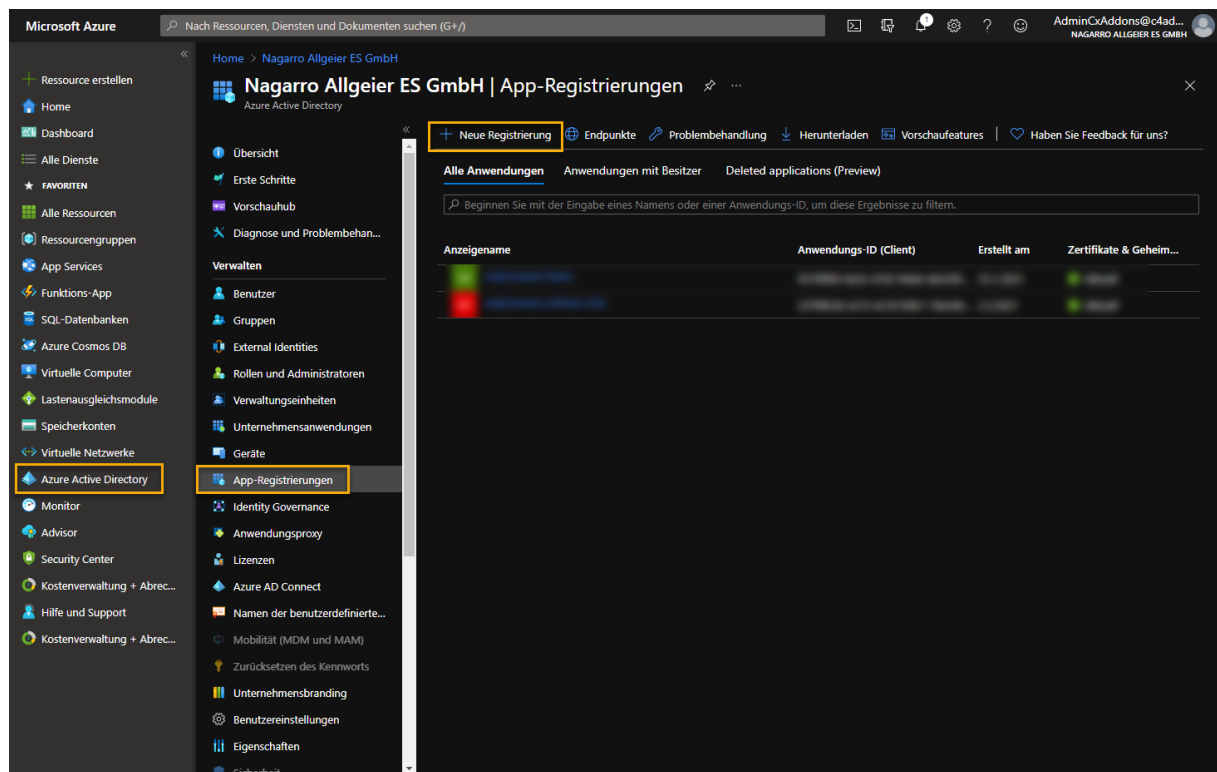 Microsoft Azure
Nach Ressourcen, Diensten und Dokumenten suchen (G+/)
1
AdminCxAddons@c4ad...
NAGARRO ALLGEIER ES GMBH
Ressource erstellen
Home
Dashboard
Alle Dienste
FAVORITEN
Alle Ressourcen
Ressourcengruppen
App Services
Funktions-App
SQL-Datenbanken
Azure Cosmos DB
Virtuelle Computer
Lastenausgleichsmodule
Speicherkonten
Virtuelle Netzwerke
Azure Active Directory
Monitor
Advisor
Security Center
Kostenverwaltung + Abrec...
Hilfe und Support
Kostenverwaltung + Abrec...
Home > Nagarro Allgeier ES GmbH
Nagarro Allgeier ES GmbH | App-Registrierungen
Azure Active Directory
Übersicht
Erste Schritte
Vorschauhub
Diagnose und Problembehan...
Verwalten
Benutzer
Gruppen
External Identities
Rollen und Administratoren
Verwaltungseinheiten
Unternehmensanwendungen
Geräte
App-Registrierungen
Identity Governance
Anwendungsproxy
Lizenzen
Azure AD Connect
Namen der benutzerdefinierte...
Mobilität (MDM und MAM)
Zurücksetzen des Kennworts
Unternehmensbranding
Benutzereinstellungen
Eigenschaften
Neue Registrierung Endpunkte Problembehandlung Herunterladen Vorschaufeatures Haben Sie Feedback für uns?
Alle Anwendungen Anwendungen mit Besitzer Deleted applications (Preview)
Beginnen Sie mit der Eingabe eines Namens oder einer Anwendungs-ID, um diese Ergebnisse zu filtern.
Anzeigename Anwendungs-ID (Client) Erstellt am Zertifikate & Geheim...